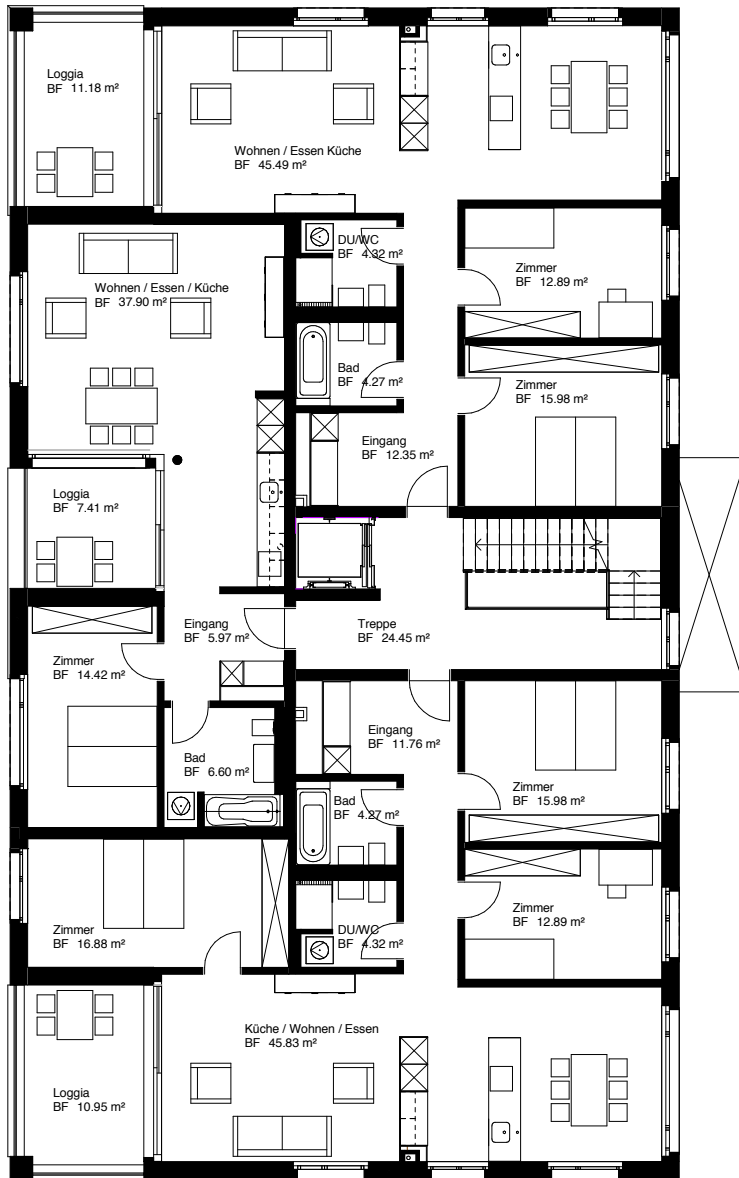 Loggia
BF 11.18 m²
Wohnen / Essen Küche
BF 45.49 m²
DU/WC
BF 4.32 m²
Zimmer
BF 12.89 m²
Wohnen / Essen / Küche
BF 37.90 m²
Bad
BF 4.27 m²
Zimmer
BF 15.98 m²
Eingang
BF 12.35 m²
Loggia
BF 7.41 m²
Eingang
BF 5.97 m²
Treppe
BF 24.45 m²
Zimmer
BF 14.42 m²
Eingang
BF 11.76 m²
Bad
BF 6.60 m²
Zimmer
BF 15.98 m²
Bad
BF 4.27 m²
Zimmer
BF 12.89 m²
Zimmer
BF 16.88 m²
DU/WC
BF 4.32 m²
Küche / Wohnen / Essen
BF 45.83 m²
Loggia
BF 10.95 m²